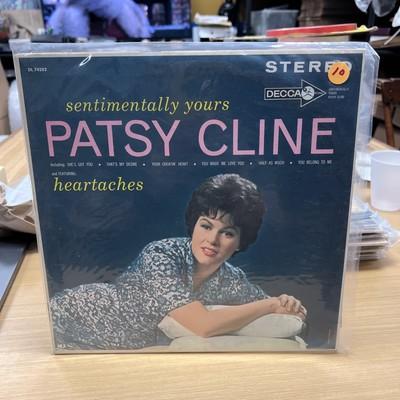 DL 74282
STEREO
10
DECCA
sentimentally yours
PATSY CLINE
Including: SHE'S GOT YOU • THAT'S MY DESIRE • YOUR CHEATIN' HEART • YOU MADE ME LOVE YOU • HALF AS MUCH • YOU BELONG TO ME
and FEATURING:
heartaches